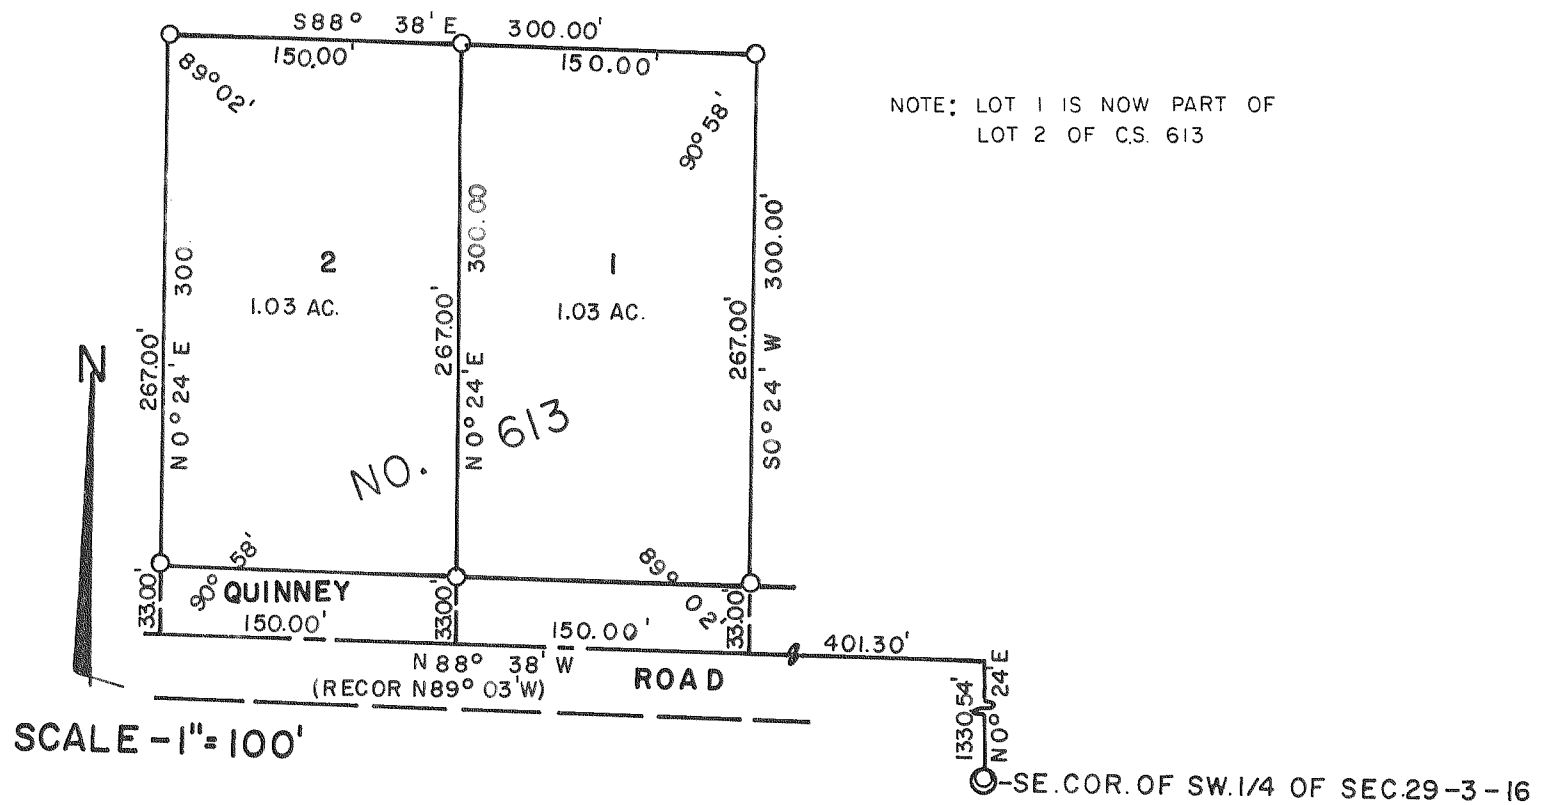 S88° 38' E 300.00'
150.00' 150.00'
89°02'
90°58'
NOTE: LOT 1 IS NOW PART OF
LOT 2 OF C.S. 613
300.
300.00
300.00'
2
1
1.03 AC.
1.03 AC.
267.00'
267.00'
267.00'
N 0° 24' E
N 0° 24' E
S0° 24' W
N
NO. 613
90° 58'
89° 02'
QUINNEY
33.00'
33.00'
33.00'
150.00' 150.00'
401.30'
N 88° 38' W
(RECOR N89° 03'W)
ROAD
1330.54'
N 0° 24' E
SCALE - 1"= 100'
SE. COR. OF SW. 1/4 OF SEC. 29-3-16